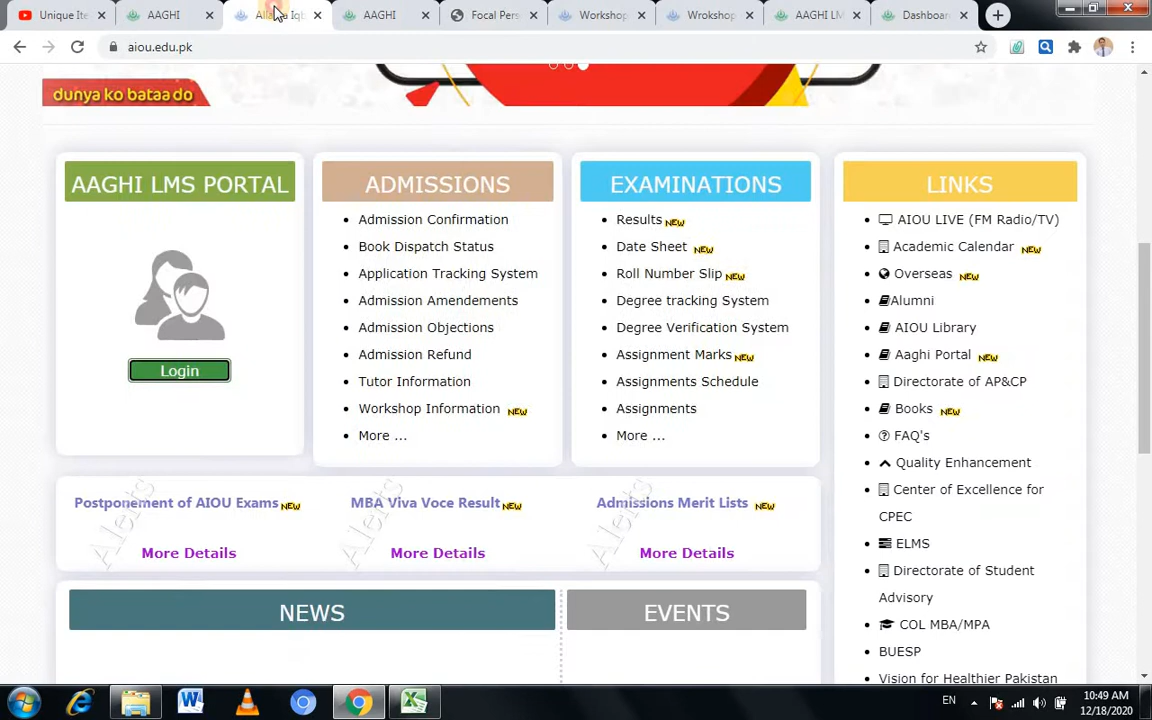 Unique Ite
AAGHI
Allama Iqb
AAGHI
Focal Pers
Workshop
Wrokshop
AAGHI LM
Dashboar
aiou.edu.pk
dunya ko bataa do
AAGHI LMS PORTAL
Login
ADMISSIONS
Admission Confirmation
Book Dispatch Status
Application Tracking System
Admission Amendements
Admission Objections
Admission Refund
Tutor Information
Workshop Information NEW
More ...
EXAMINATIONS
Results NEW
Date Sheet NEW
Roll Number Slip NEW
Degree tracking System
Degree Verification System
Assignment Marks NEW
Assignments Schedule
Assignments
More ...
LINKS
AIOU LIVE (FM Radio/TV)
Academic Calendar NEW
Overseas NEW
Alumni
AIOU Library
Aaghi Portal NEW
Directorate of AP&CP
Books NEW
FAQ's
Quality Enhancement
Center of Excellence for
CPEC
ELMS
Directorate of Student
Advisory
COL MBA/MPA
BUESP
Vision for Healthier Pakistan
Alerts
Postponement of AIOU Exams NEW
More Details
Alerts
MBA Viva Voce Result NEW
More Details
Alerts
Admissions Merit Lists NEW
More Details
NEWS
EVENTS
EN
10:49 AM
12/18/2020